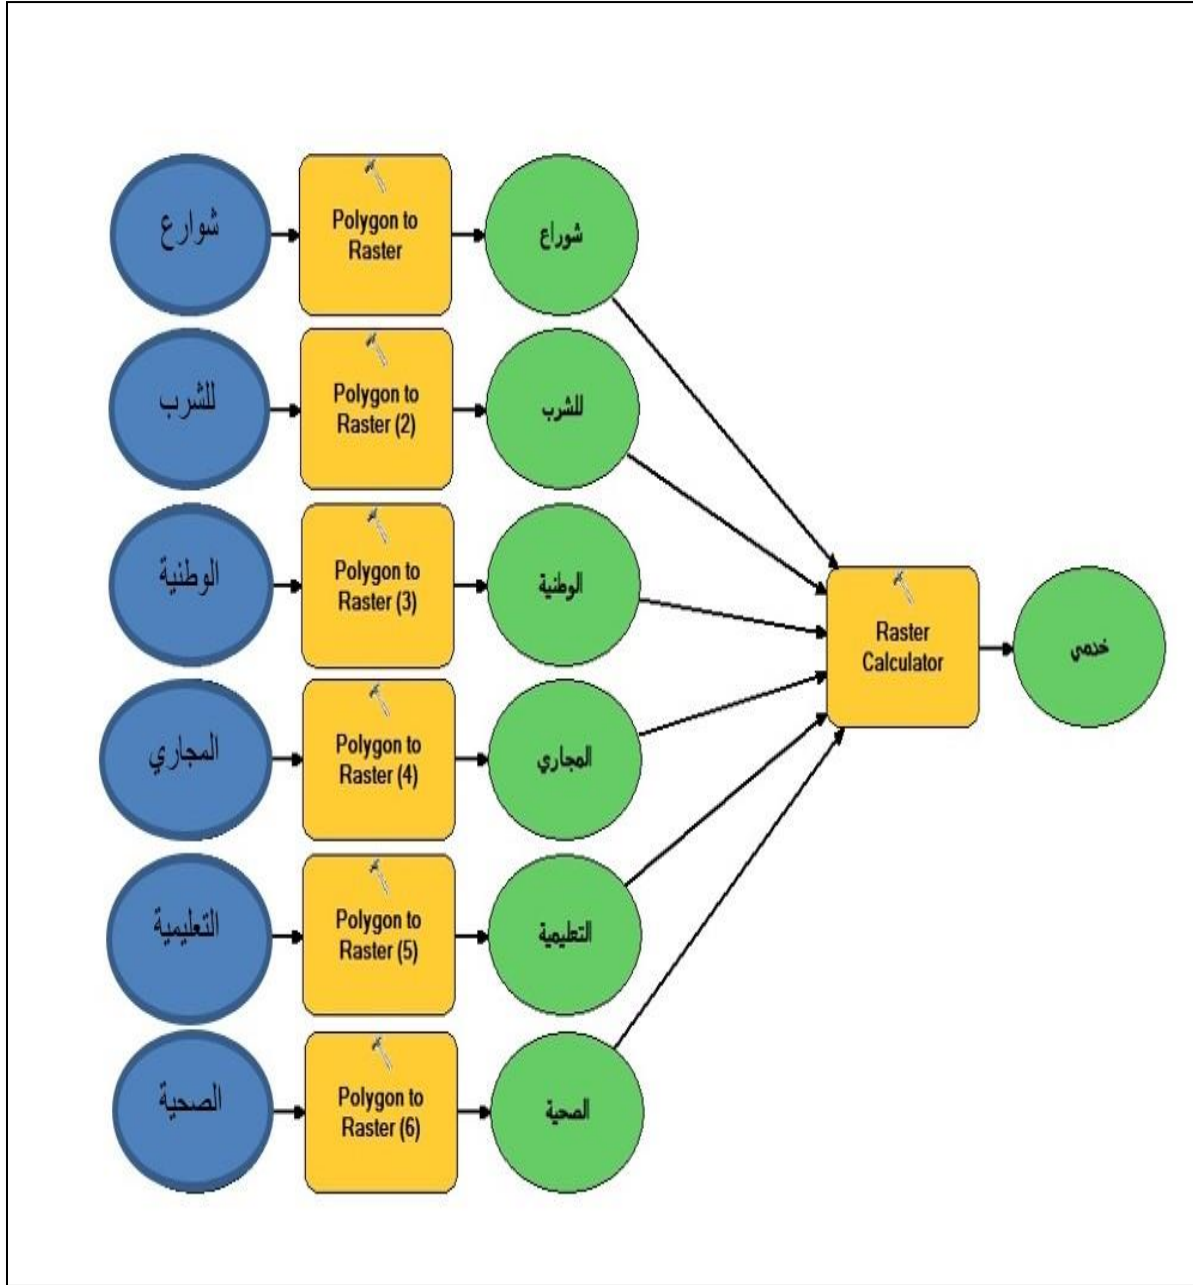 شوارع
Polygon to
Raster
شوراع
للشرب
Polygon to
Raster (2)
للشرب
الوطنية
Polygon to
Raster (3)
الوطنية
المجاري
Polygon to
Raster (4)
المجاري
التعليمية
Polygon to
Raster (5)
التعليمية
الصحية
Polygon to
Raster (6)
الصحية
Raster
Calculator
خدمي